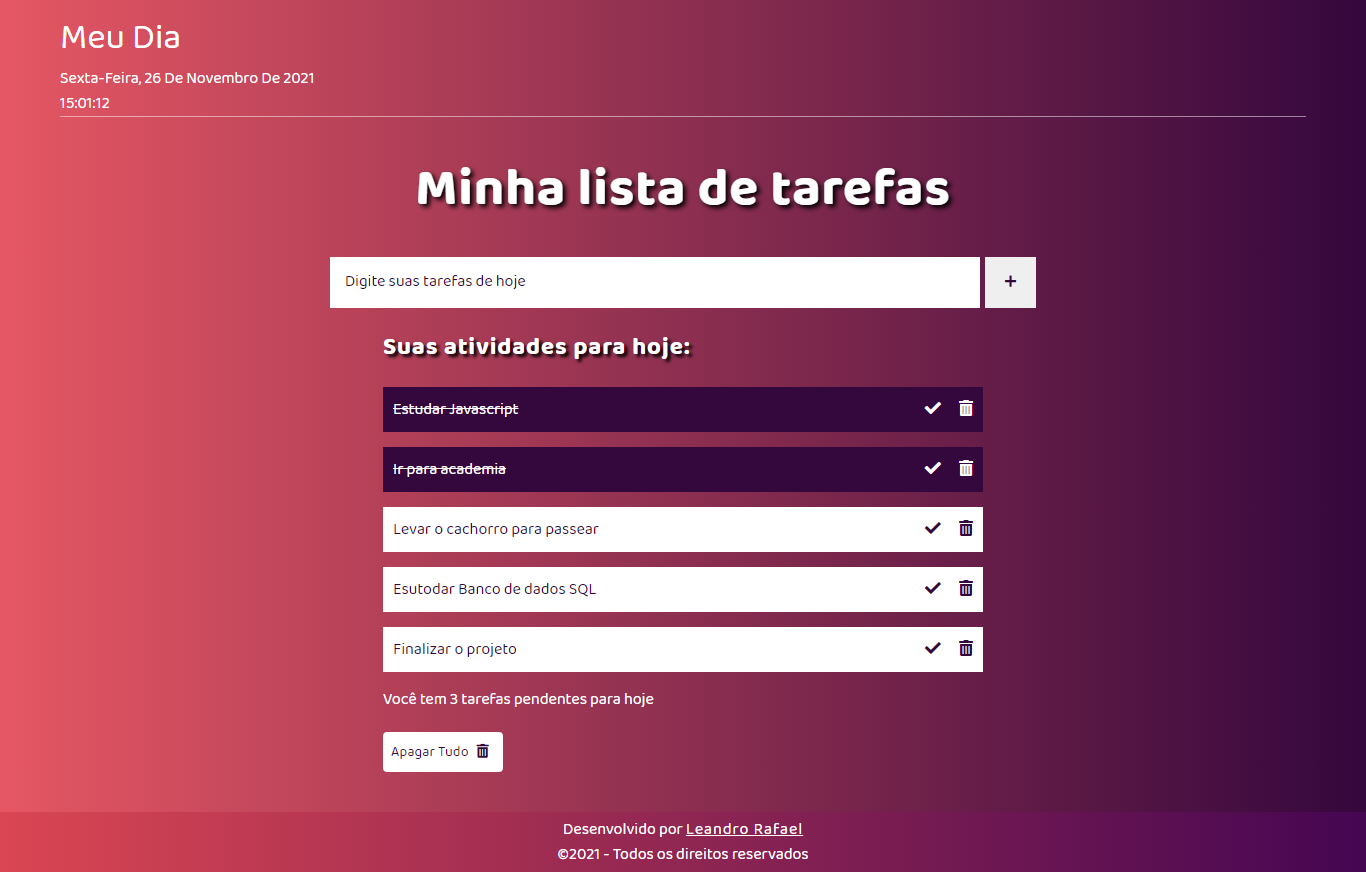 Meu Dia
Sexta-Feira, 26 De Novembro De 2021
15:01:12
Minha lista de tarefas
Digite suas tarefas de hoje
+
Suas atividades para hoje:
Estudar Javascript
Ir para academia
Levar o cachorro para passear
Esutodar Banco de dados SQL
Finalizar o projeto
Você tem 3 tarefas pendentes para hoje
Apagar Tudo
Desenvolvido por Leandro Rafael
©2021 - Todos os direitos reservados